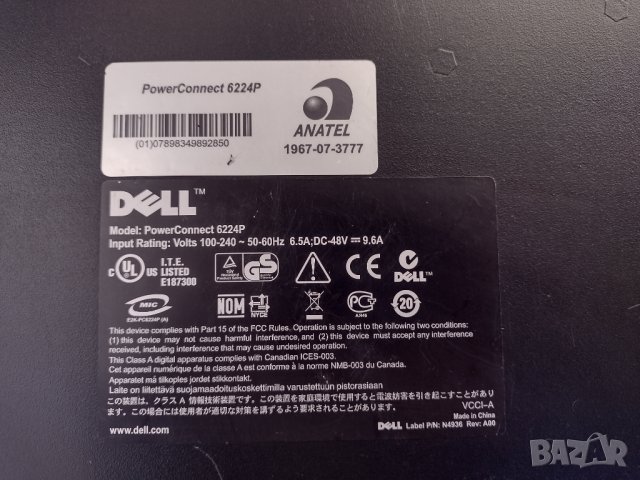 PowerConnect 6224P
(01)07898349892850
ANATEL
1967-07-3777
DELL™
Model: PowerConnect 6224P
Input Rating: Volts 100-240 ~ 50-60Hz 6.5A;DC-48V ⎓ 9.6A
c UL US I.T.E. LISTED E187300
GS
CE
DELL
MIC
E2K-PC6224P (A)
NOM
NYCE
PC
20
This device complies with Part 15 of the FCC Rules. Operation is subject to the following two conditions:
(1) this device may not cause harmful interference, and (2) this device must accept any interference
received, including interference that may cause undesired operation.
This Class A digital apparatus complies with Canadian ICES-003.
Cet appareil numérique de la classe A est conforme à la norme NMB-003 du Canada.
Apparatet må tilkoples jordet stikkontakt.
Laite on liitettävä suojamaadoituskoskettimilla varustettuun pistorasiaan
この装置は、クラス A 情報技術装置です。この装置を家庭環境で使用すると電波妨害を引き起こすことがあり
ます。この場合には使用者が適切な対策を講ずるよう要求されることがあります。
VCCI-A
Made in China
www.dell.com
DELL Label P/N: N4936 Rev: A00
BAZAR